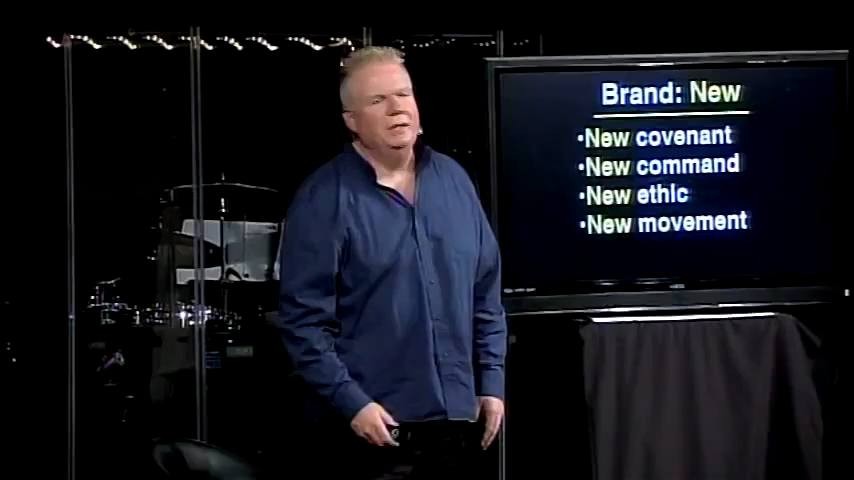 Brand: New
•New covenant
•New command
•New ethic
•New movement